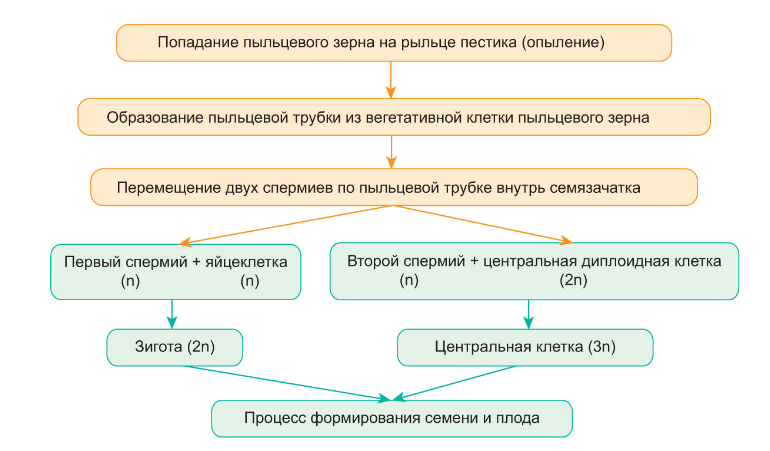 Попадание пыльцевого зерна на рыльце пестика (опыление)
Образование пыльцевой трубки из вегетативной клетки пыльцевого зерна
Перемещение двух спермиев по пыльцевой трубке внутрь семязачатка
Первый спермий + яйцеклетка
(n) (n)
Второй спермий + центральная диплоидная клетка
(n) (2n)
Зигота (2n)
Центральная клетка (3n)
Процесс формирования семени и плода